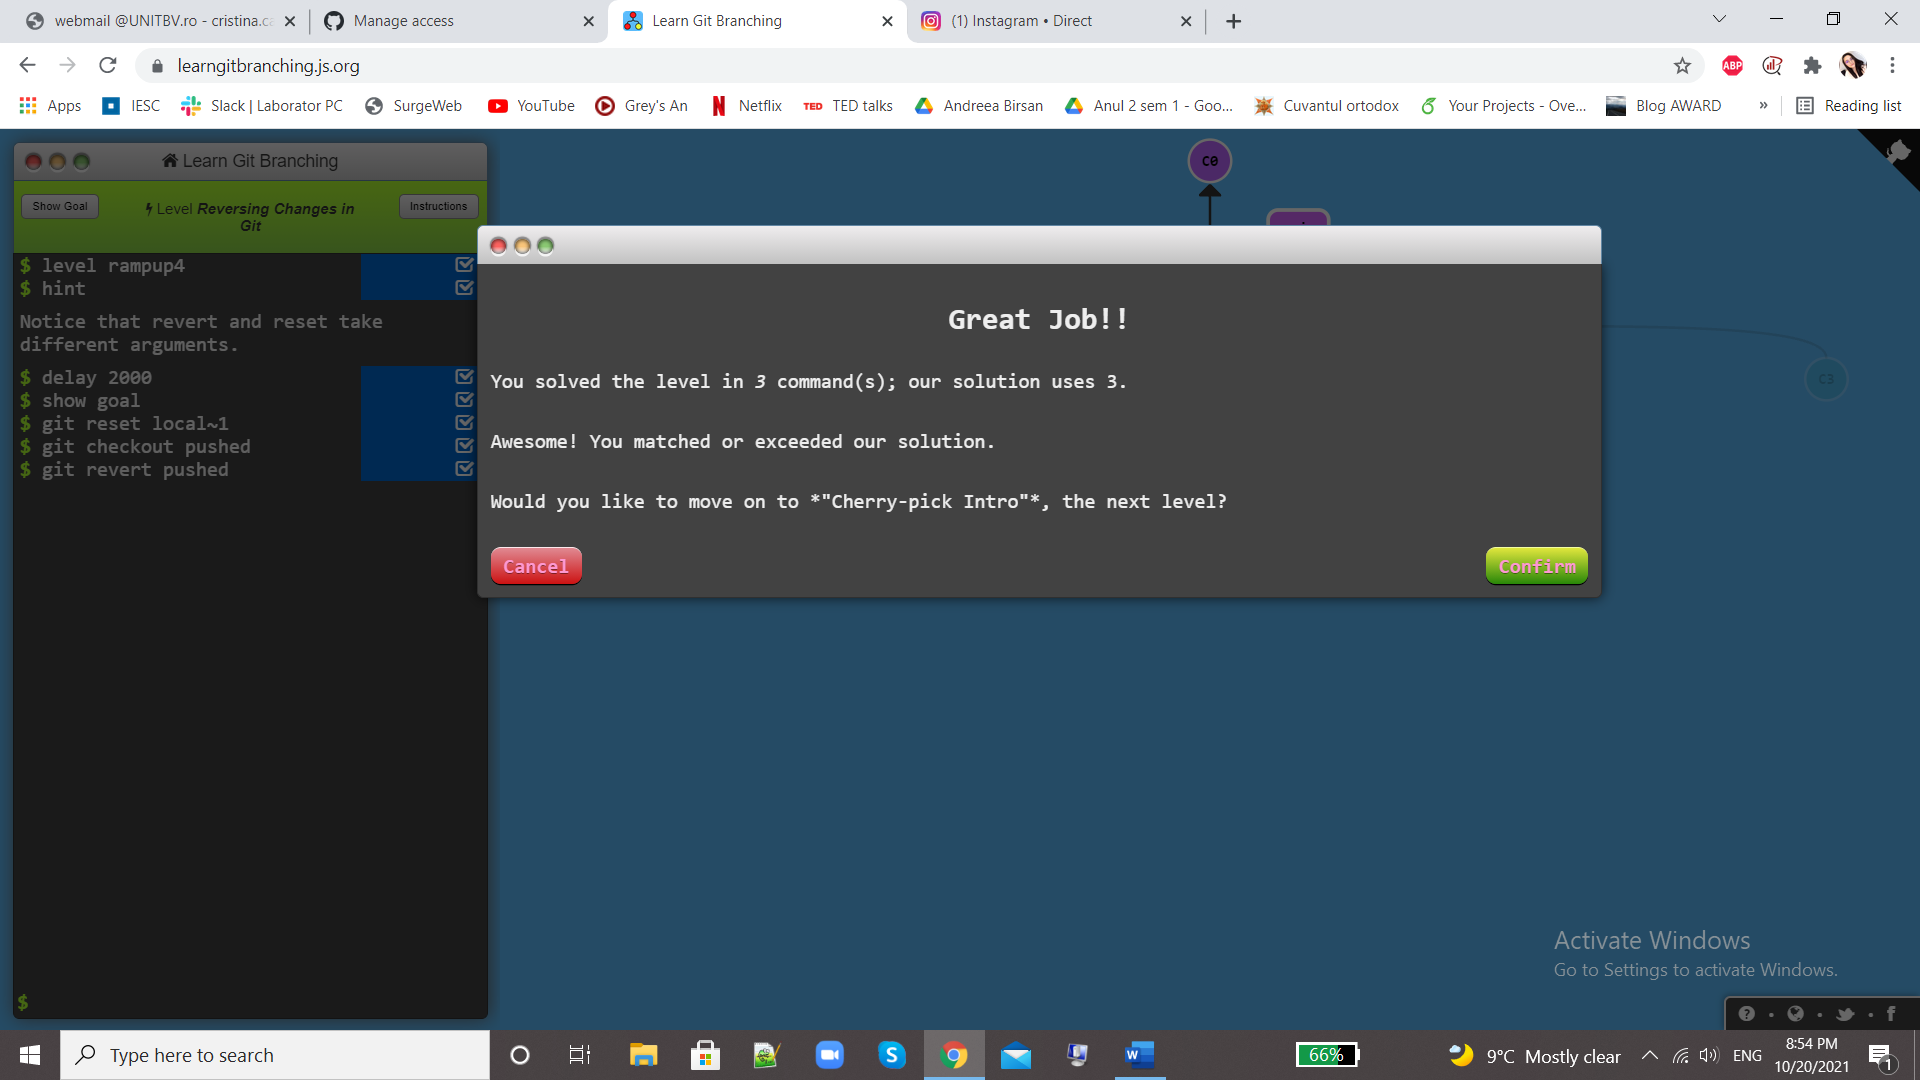 webmail @UNITBV.ro - cristina.ca
Manage access
Learn Git Branching
(1) Instagram • Direct
learngitbranching.js.org
ABP
Apps
IESC
Slack | Laborator PC
SurgeWeb
YouTube
Grey's An
Netflix
TED
TED talks
Andreea Birsan
Anul 2 sem 1 - Goo...
Cuvantul ortodox
Your Projects - Ove...
Blog AWARD
»
Reading list
Learn Git Branching
Show Goal
Level Reversing Changes in
Git
Instructions
$ level rampup4
$ hint
Notice that revert and reset take
different arguments.
$ delay 2000
$ show goal
$ git reset local~1
$ git checkout pushed
$ git revert pushed
$
C0
C3
Great Job!!
You solved the level in 3 command(s); our solution uses 3.
Awesome! You matched or exceeded our solution.
Would you like to move on to *"Cherry-pick Intro"*, the next level?
Cancel
Confirm
Activate Windows
Go to Settings to activate Windows.
Type here to search
66%
9°C Mostly clear
ENG
8:54 PM
10/20/2021
1